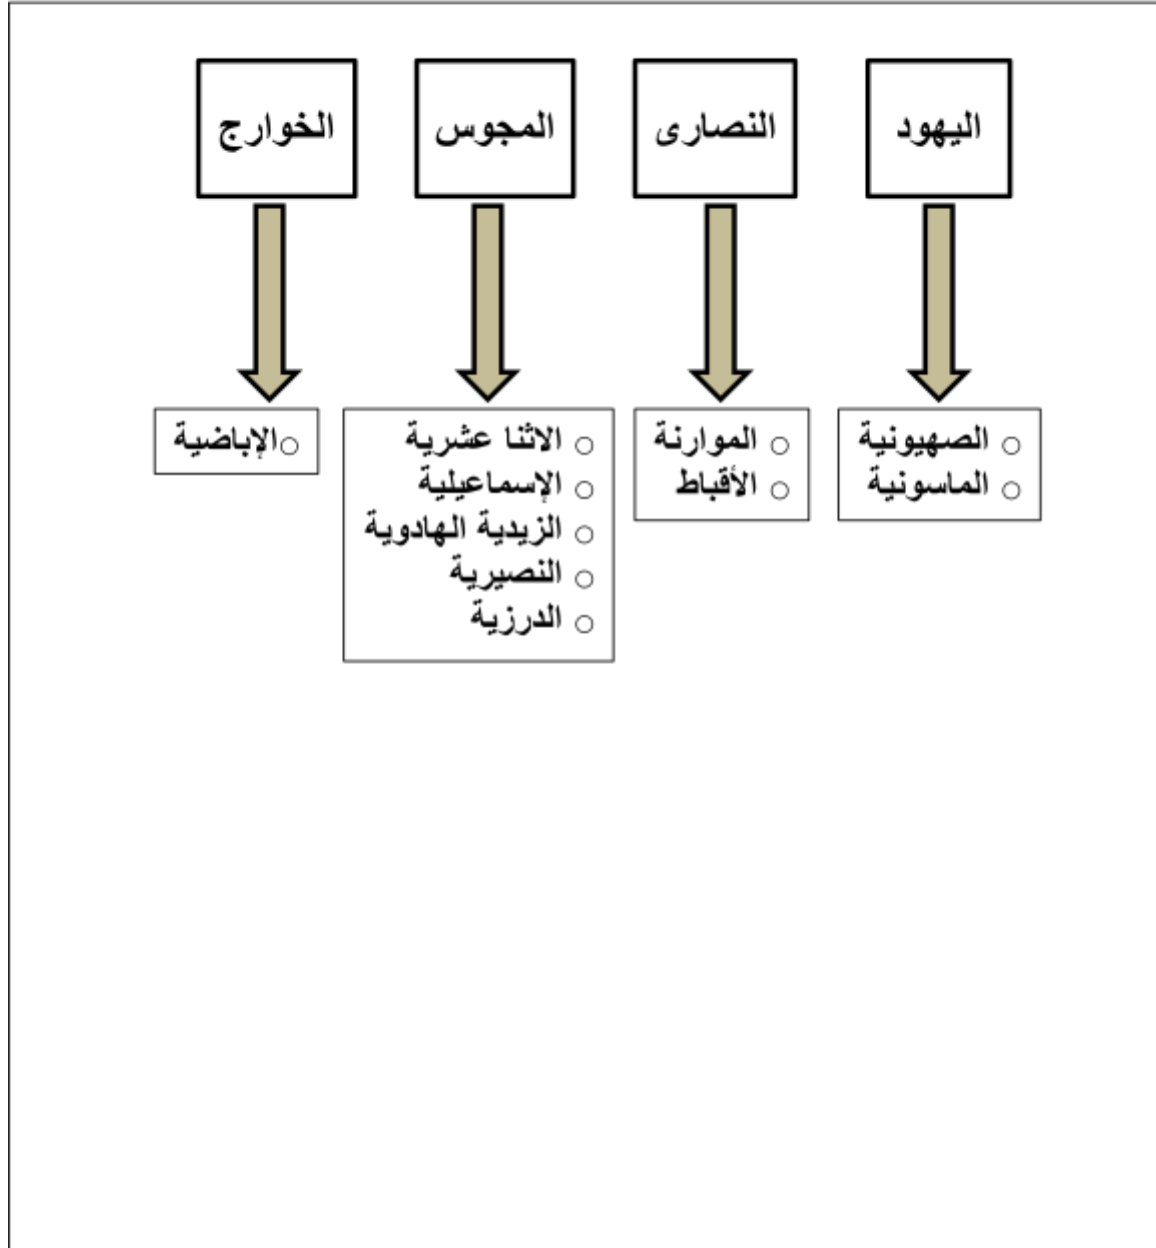 اليهود
النصارى
المجوس
الخوارج
○ الصهيونية
○ الماسونية
○ الموارنة
○ الأقباط
○ الاثنا عشرية
○ الإسماعيلية
○ الزيدية الهادوية
○ النصيرية
○ الدرزية
○ الإباضية